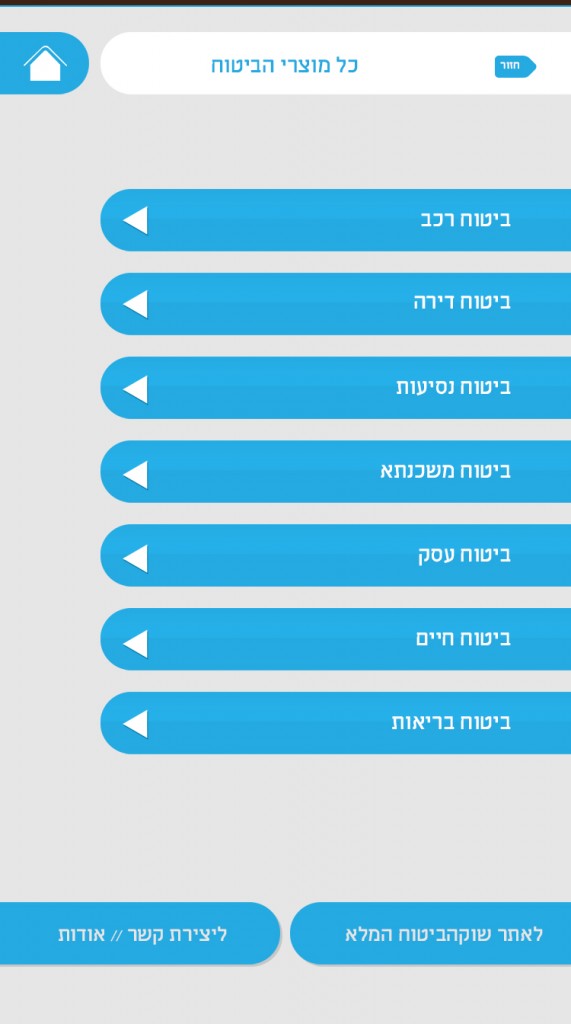 חזור
כל מוצרי הביטוח
ביטוח רכב
ביטוח דירה
ביטוח נסיעות
ביטוח משכנתא
ביטוח עסק
ביטוח חיים
ביטוח בריאות
לאתר שוקהביטוח המלא
ליצירת קשר // אודות